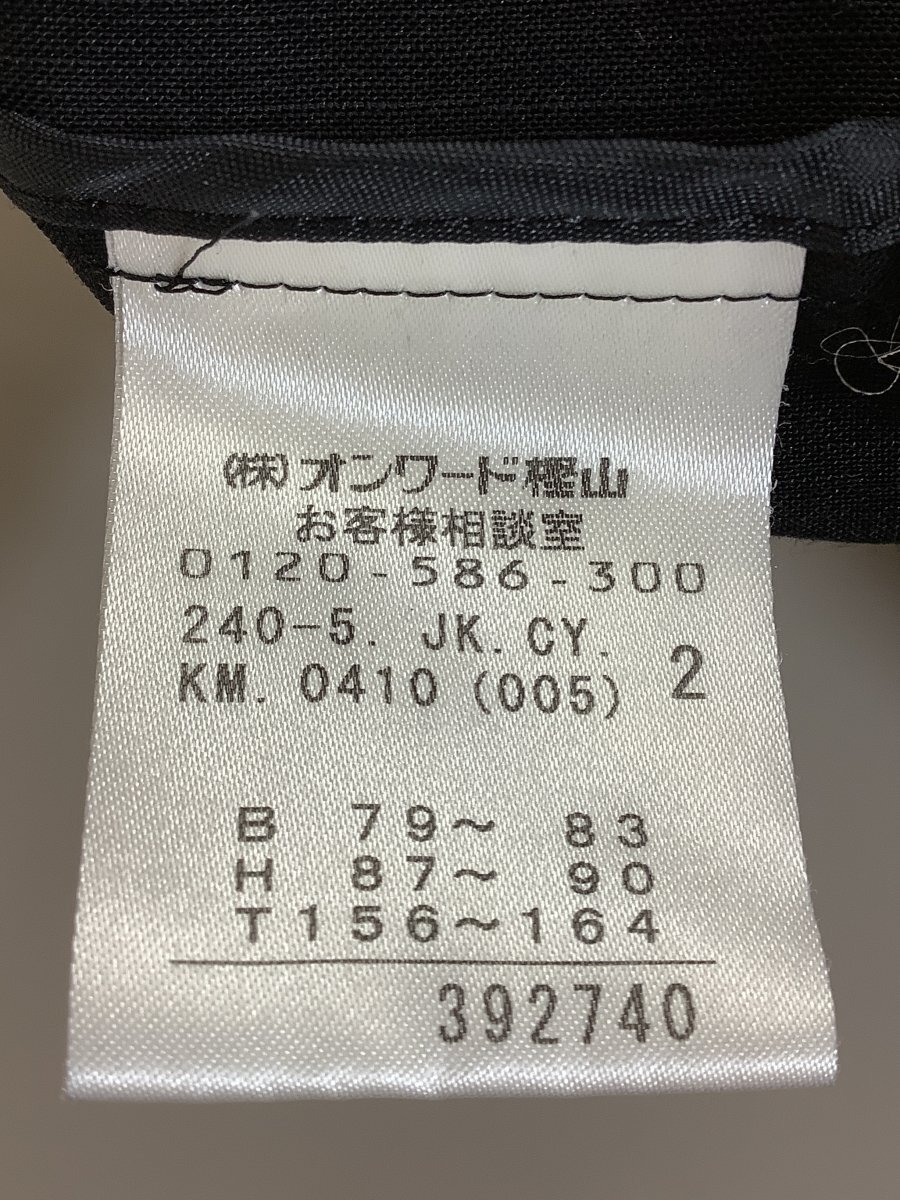 (株)オンワード樫山
お客様相談室
0120-586-300
240-5. JK. CY.
KM. 0410 (005) 2
B 79~ 83
H 87~ 90
T156~164
392740